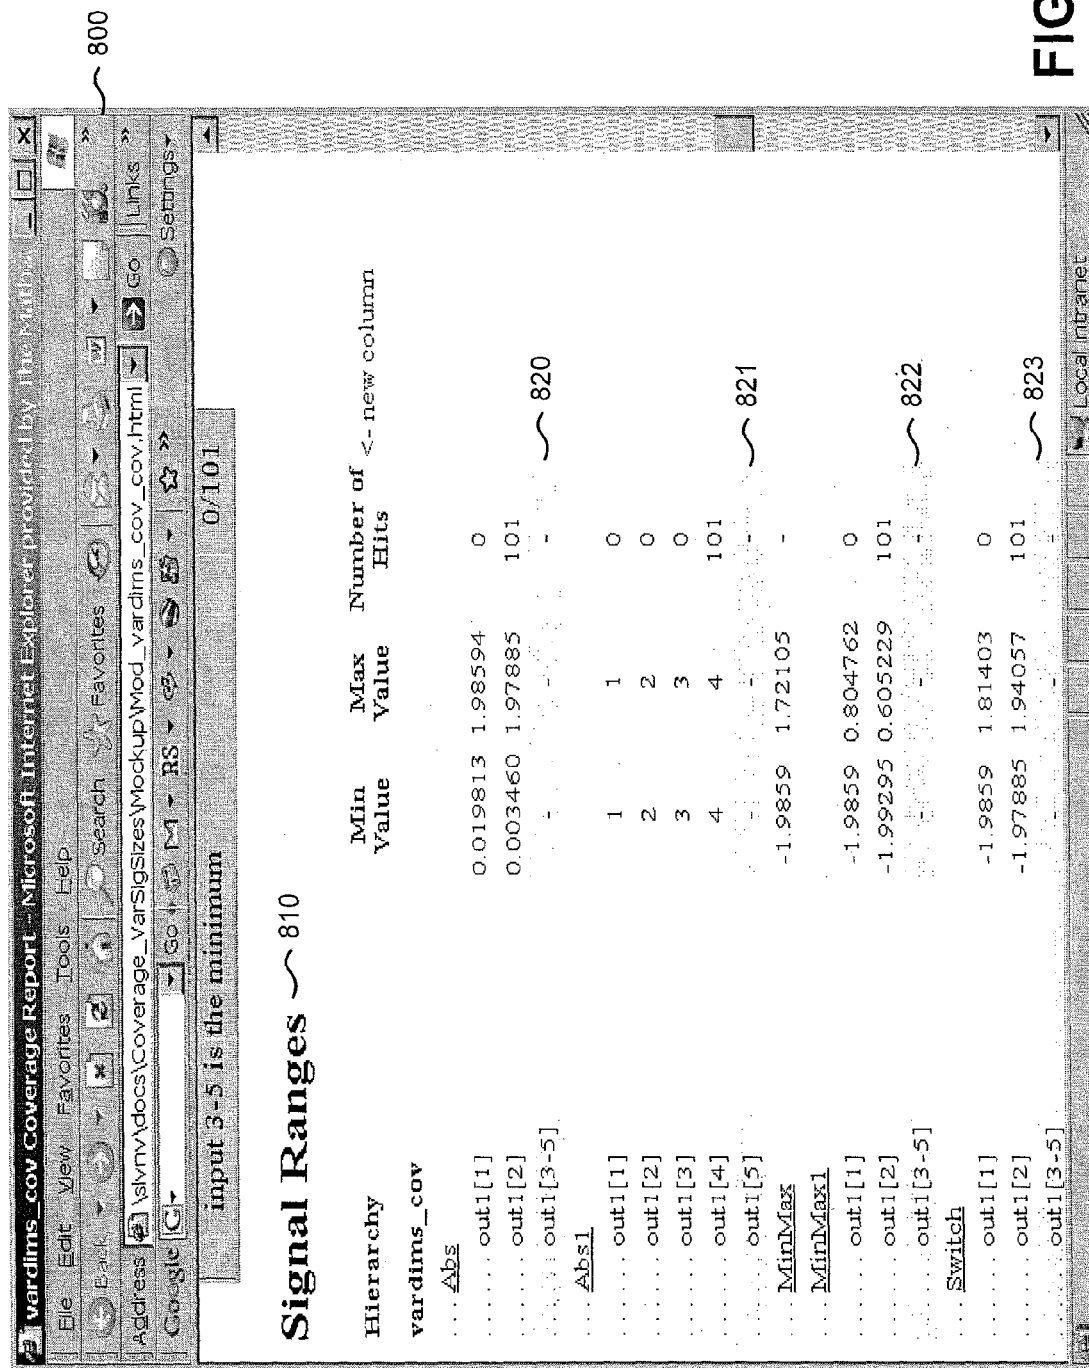 vardims_cov Coverage Report - Microsoft Internet Explorer provided by The Mathw
File Edit View Favorites Tools Help
Back Search Favorites
Address \slvnv\docs\Coverage_VarSigSizes\Mockup\Mod_vardims_cov_cov.html Go Links
Google G Go RS Settings
800
input 3-5 is the minimum 0/101
Signal Ranges 810
Hierarchy Min Value Max Value Number of Hits <- new column
vardims_cov
.... Abs
........ out1[1] 0.019813 1.98594 0
........ out1[2] 0.003460 1.97885 101
........ out1[3-5] - - - 820
.... Abs1
........ out1[1] 1 1 0
........ out1[2] 2 2 0
........ out1[3] 3 3 0
........ out1[4] 4 4 101
........ out1[5] - - - 821
.... MinMax -1.9859 1.72105 -
.... MinMax1
........ out1[1] -1.9859 0.804762 0
........ out1[2] -1.99295 0.605229 101
........ out1[3-5] - - - 822
.... Switch
........ out1[1] -1.9859 1.81403 0
........ out1[2] -1.97885 1.94057 101
........ out1[3-5] - - - 823
Local intranet
FIG